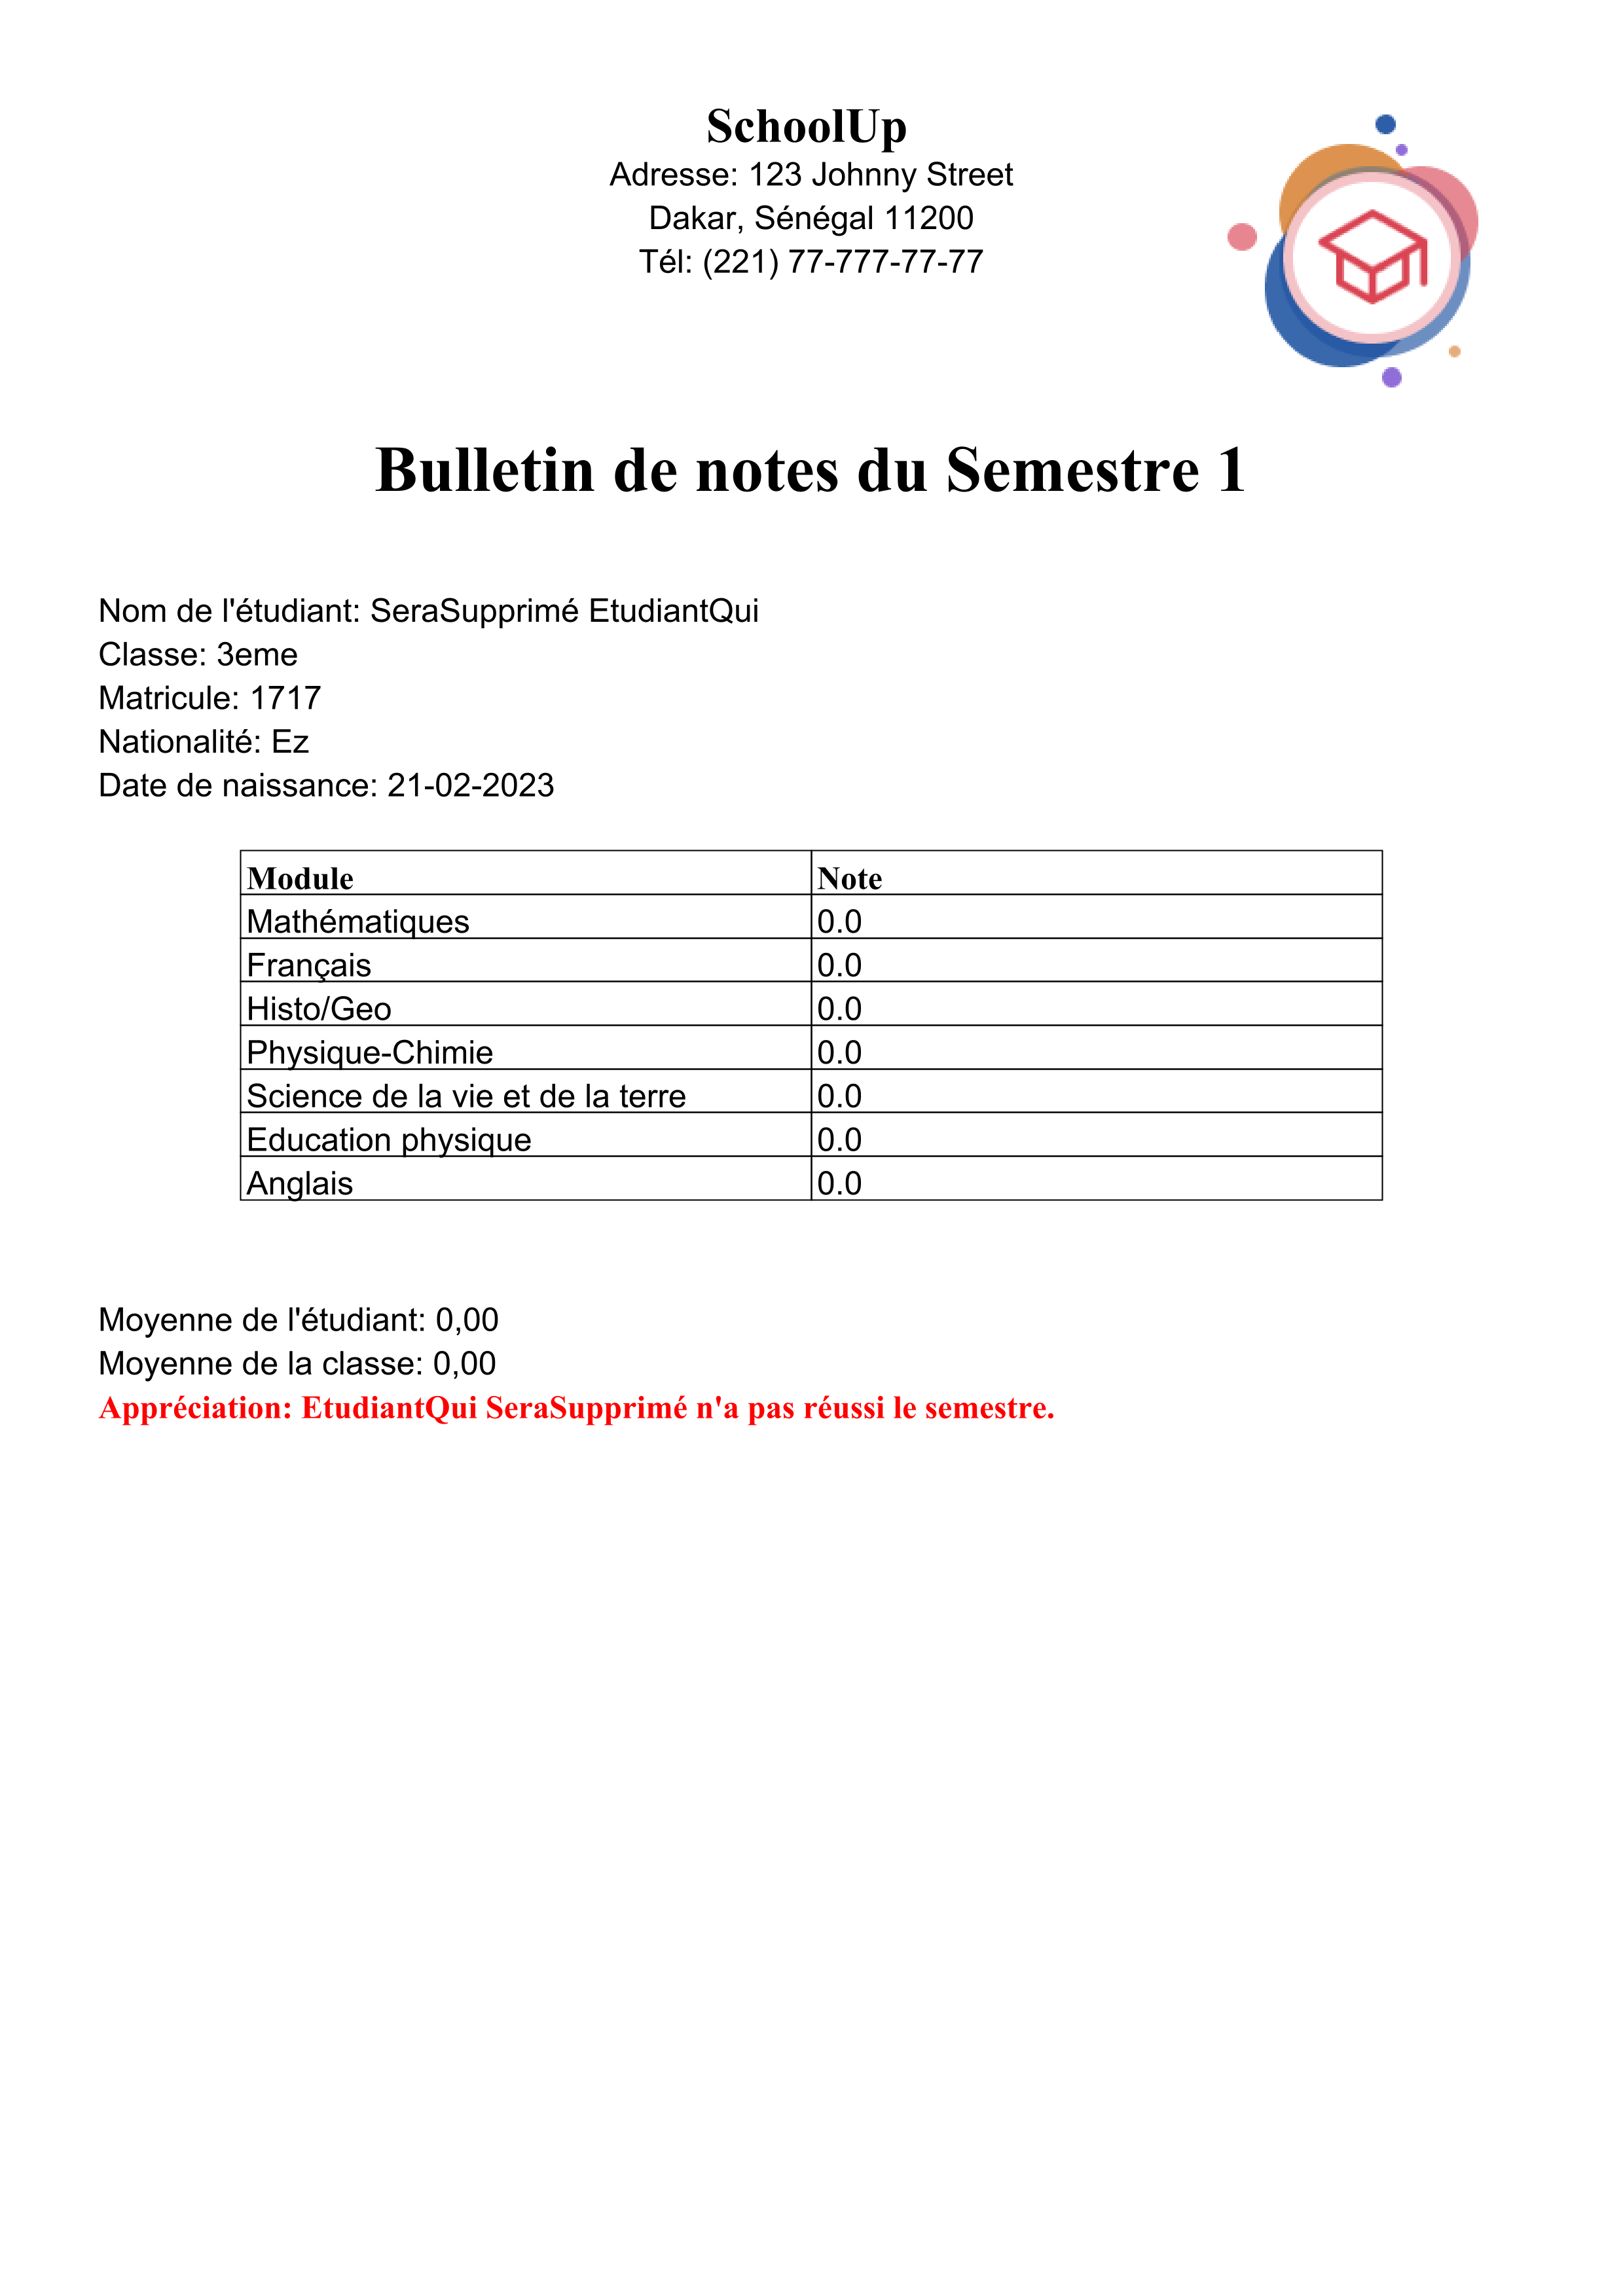 SchoolUp
Adresse: 123 Johnny Street
Dakar, Sénégal 11200
Tél: (221) 77-777-77-77
Bulletin de notes du Semestre 1
Nom de l'étudiant: SeraSupprimé EtudiantQui
Classe: 3eme
Matricule: 1717
Nationalité: Ez
Date de naissance: 21-02-2023
Module Note
Mathématiques 0.0
Français 0.0
Histo/Geo 0.0
Physique-Chimie 0.0
Science de la vie et de la terre 0.0
Education physique 0.0
Anglais 0.0
Moyenne de l'étudiant: 0,00
Moyenne de la classe: 0,00
Appréciation: EtudiantQui SeraSupprimé n'a pas réussi le semestre.